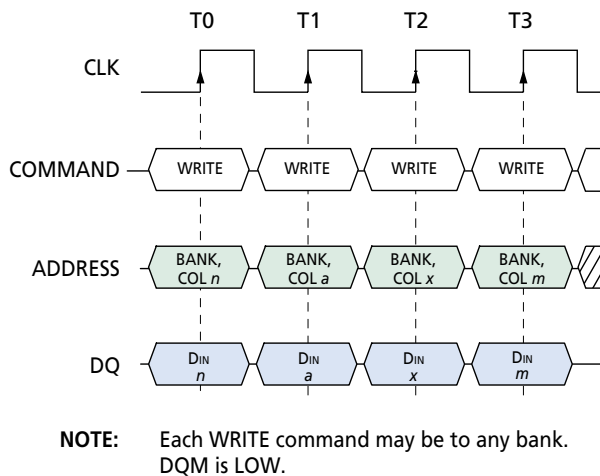 T0 T1 T2 T3
CLK
COMMAND WRITE WRITE WRITE WRITE
ADDRESS BANK, COL n BANK, COL a BANK, COL x BANK, COL m
DQ DIN n DIN a DIN x DIN m
NOTE: Each WRITE command may be to any bank.
DQM is LOW.